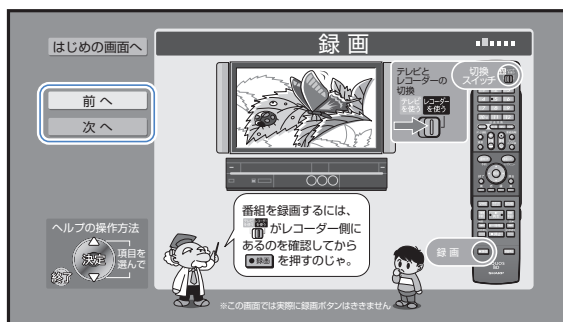 はじめの画面へ
録画
前 へ
次 へ
テレビと
レコーダーの
切換
テレビ
を使う
レコーダー
を使う
切換
スイッチ
番組を録画するには、
がレコーダー側に
あるのを確認してから
●録画 を押すのじゃ。
ヘルプの操作方法
決定
項目を
選んで
終了
録 画
※この画面では実際に録画ボタンはききません